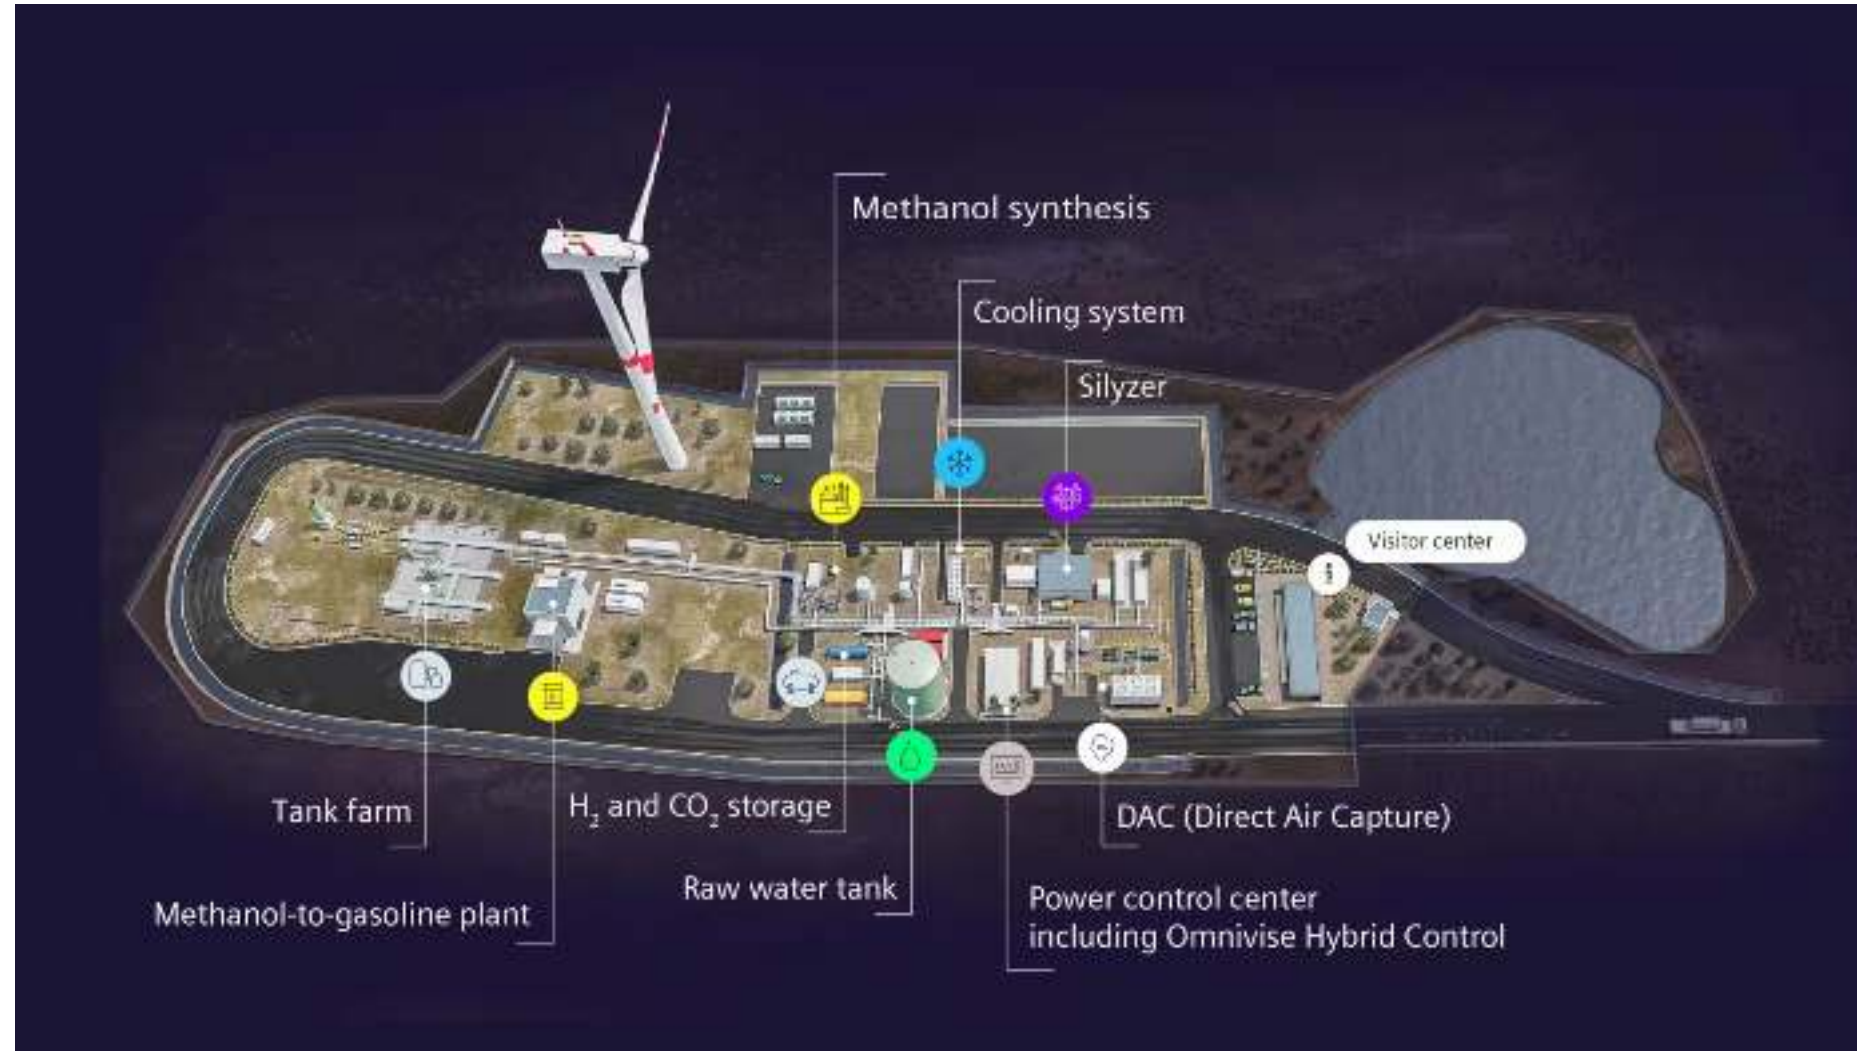 Methanol synthesis
Cooling system
Silyzer
Visitor center
Tank farm
H₂ and CO₂ storage
DAC (Direct Air Capture)
Raw water tank
Methanol-to-gasoline plant
Power control center
including Omnivise Hybrid Control